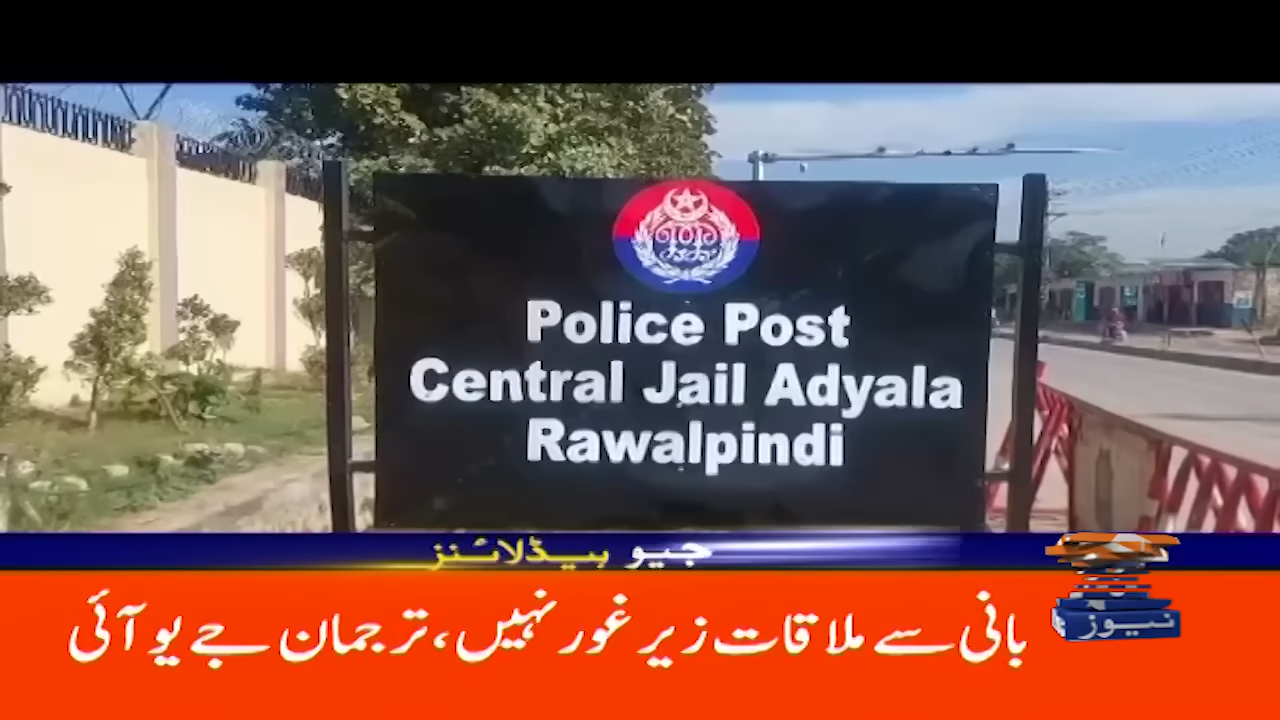 Police Post
Central Jail Adyala
Rawalpindi
جیو ہیڈلائنز
نیوز
بانی سے ملاقات زیر غور نہیں، ترجمان جے یو آئی